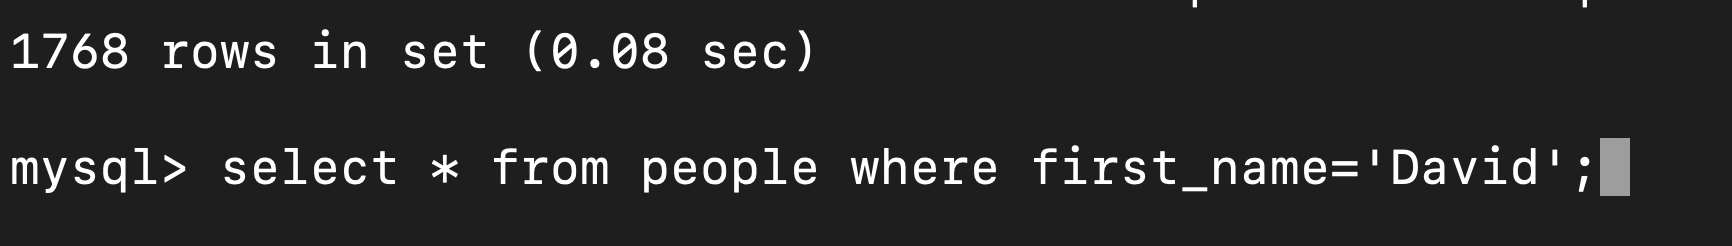 1768 rows in set (0.08 sec)
mysql> select * from people where first_name='David';